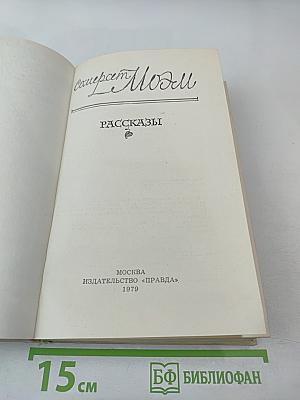 Сомерсет Моэм
РАССКАЗЫ
МОСКВА
ИЗДАТЕЛЬСТВО «ПРАВДА»
1979
15 см
БФ БИБЛИОФАН